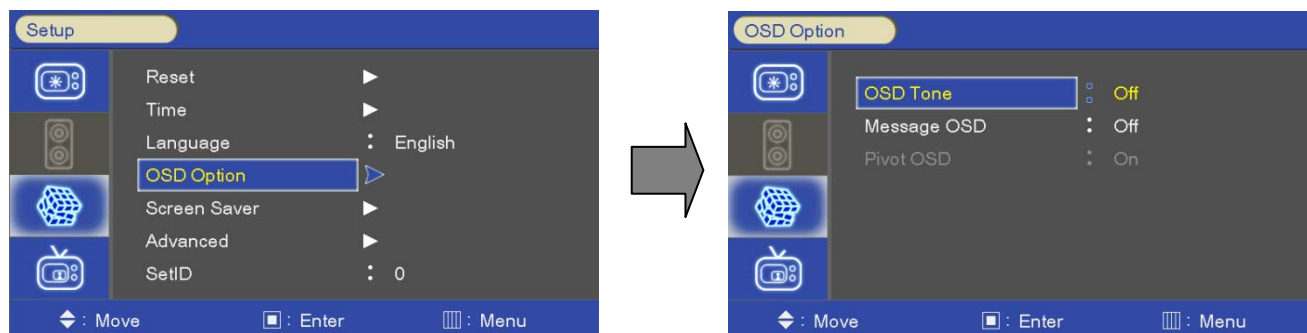 Setup
Reset
Time
Language : English
OSD Option
Screen Saver
Advanced
SetID : 0
: Move : Enter : Menu
OSD Option
OSD Tone : Off
Message OSD : Off
Pivot OSD : On
: Move : Enter : Menu